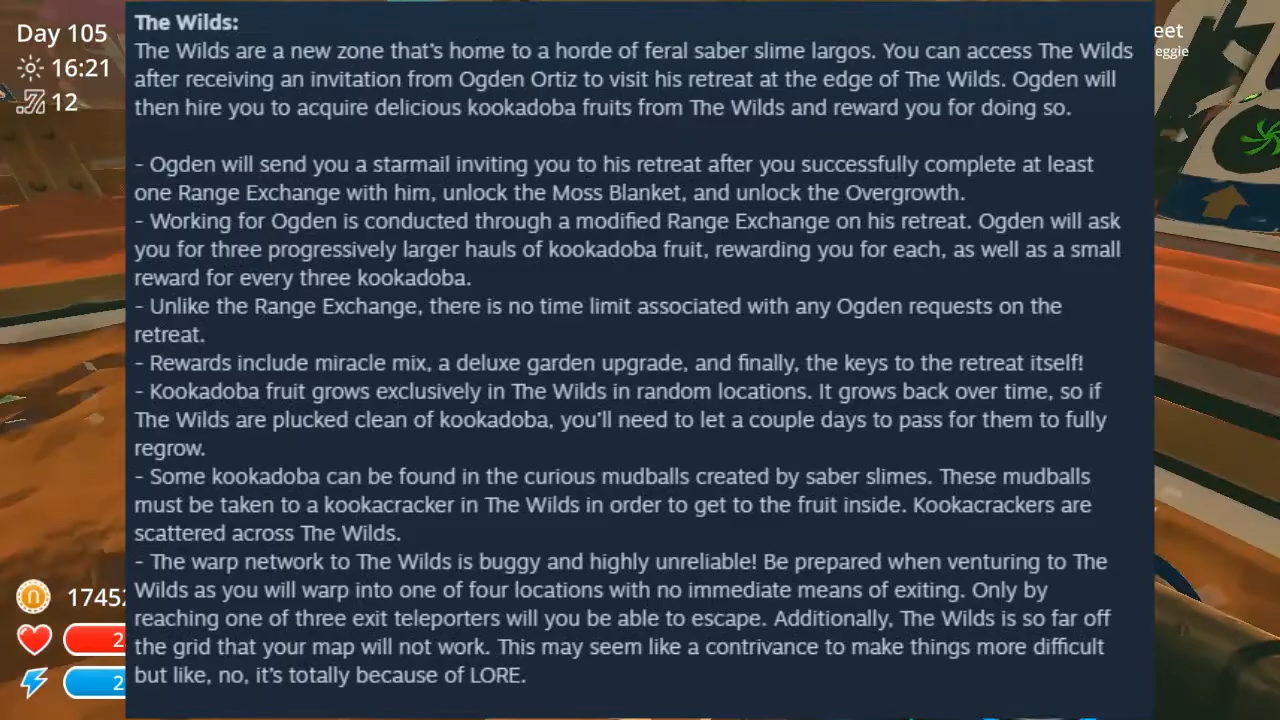 Day 105
16:21
12
The Wilds:
The Wilds are a new zone that's home to a horde of feral saber slime largos. You can access The Wilds
after receiving an invitation from Ogden Ortiz to visit his retreat at the edge of The Wilds. Ogden will
then hire you to acquire delicious kookadoba fruits from The Wilds and reward you for doing so.
- Ogden will send you a starmail inviting you to his retreat after you successfully complete at least
one Range Exchange with him, unlock the Moss Blanket, and unlock the Overgrowth.
- Working for Ogden is conducted through a modified Range Exchange on his retreat. Ogden will ask
you for three progressively larger hauls of kookadoba fruit, rewarding you for each, as well as a small
reward for every three kookadoba.
- Unlike the Range Exchange, there is no time limit associated with any Ogden requests on the
retreat.
- Rewards include miracle mix, a deluxe garden upgrade, and finally, the keys to the retreat itself!
- Kookadoba fruit grows exclusively in The Wilds in random locations. It grows back over time, so if
The Wilds are plucked clean of kookadoba, you'll need to let a couple days to pass for them to fully
regrow.
- Some kookadoba can be found in the curious mudballs created by saber slimes. These mudballs
must be taken to a kookacracker in The Wilds in order to get to the fruit inside. Kookacrackers are
scattered across The Wilds.
- The warp network to The Wilds is buggy and highly unreliable! Be prepared when venturing to The
Wilds as you will warp into one of four locations with no immediate means of exiting. Only by
reaching one of three exit teleporters will you be able to escape. Additionally, The Wilds is so far off
the grid that your map will not work. This may seem like a contrivance to make things more difficult
but like, no, it's totally because of LORE.
eet
eggie
1745
2
2